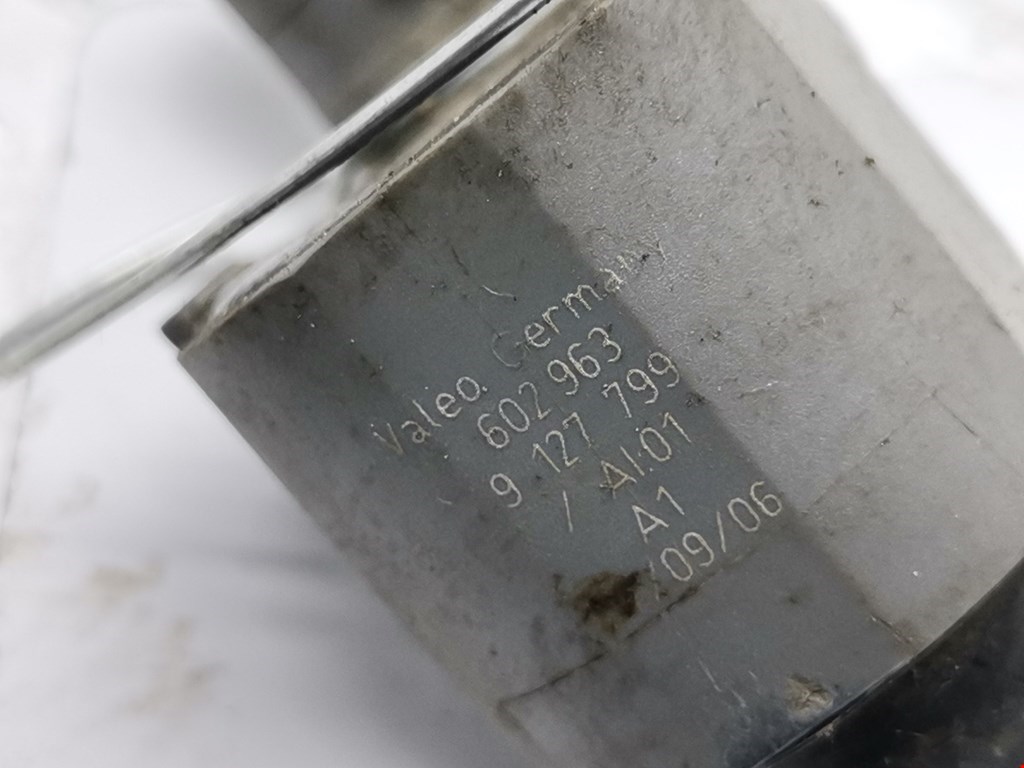 Valeo. Germany
602 963
9 127 799
/ AI:01
A1
09/06